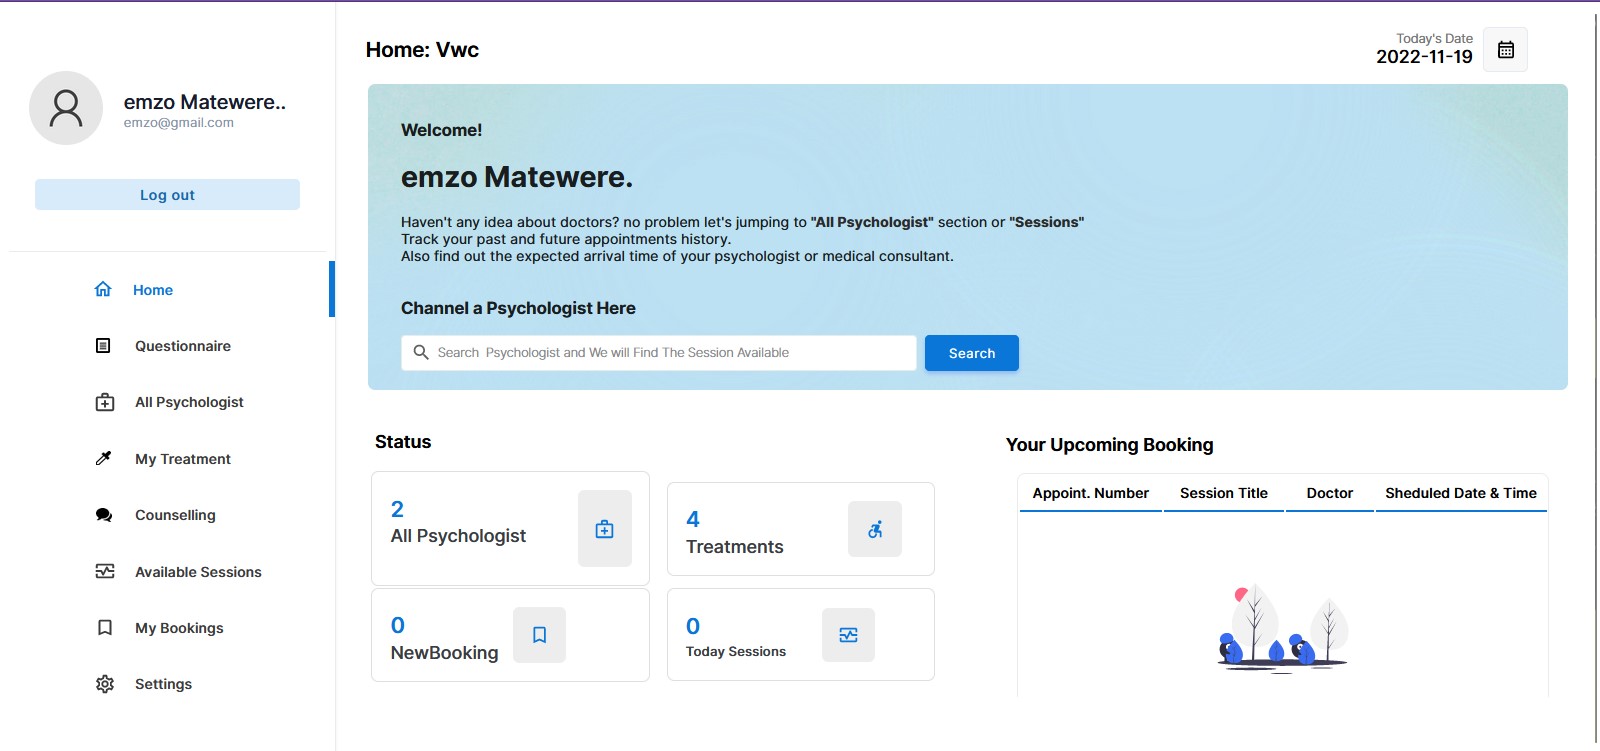 emzo Matewere..
emzo@gmail.com
Log out
Home
Questionnaire
All Psychologist
My Treatment
Counselling
Available Sessions
My Bookings
Settings
Home: Vwc
Today's Date
2022-11-19
Welcome!
emzo Matewere.
Haven't any idea about doctors? no problem let's jumping to "All Psychologist" section or "Sessions"
Track your past and future appointments history.
Also find out the expected arrival time of your psychologist or medical consultant.
Channel a Psychologist Here
Search Psychologist and We will Find The Session Available
Search
Status
2
All Psychologist
4
Treatments
0
NewBooking
0
Today Sessions
Your Upcoming Booking
Appoint. Number Session Title Doctor Sheduled Date & Time